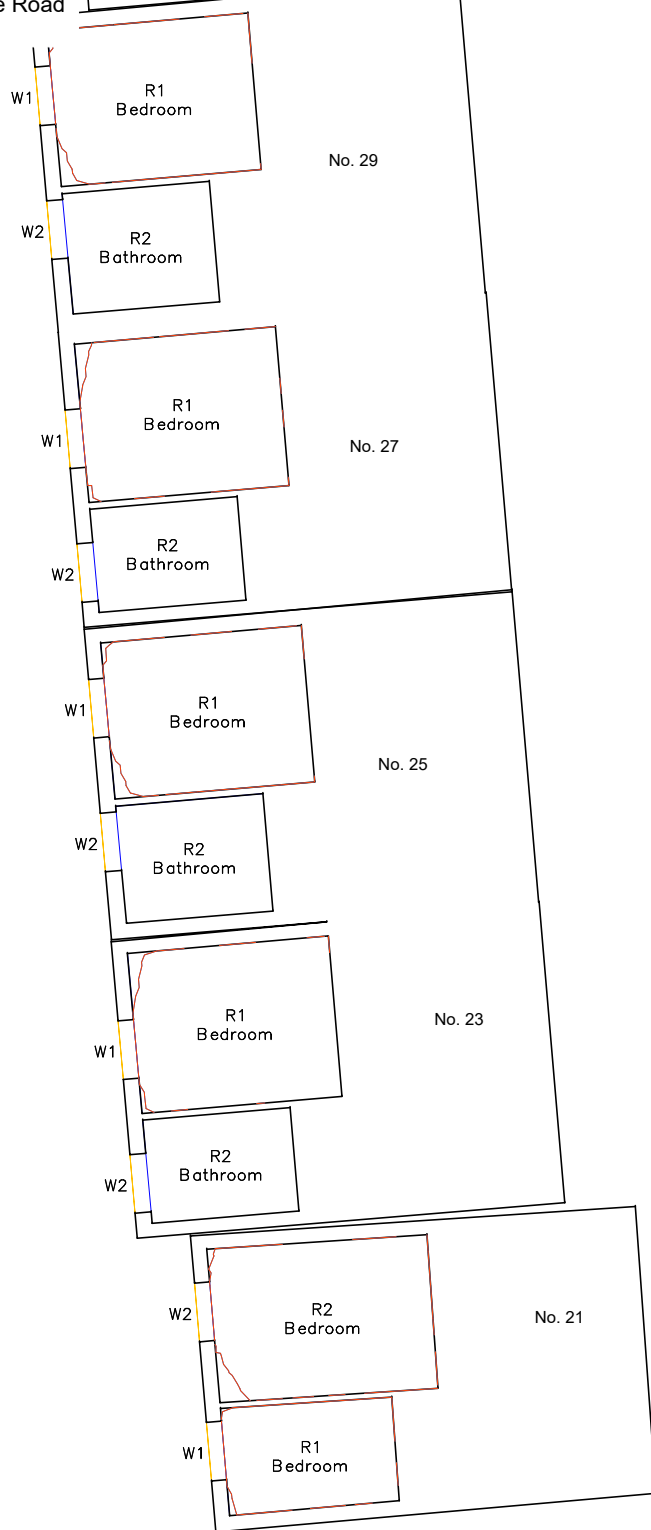 e Road
R1
Bedroom
W1
No. 29
W2
R2
Bathroom
R1
Bedroom
W1
No. 27
R2
Bathroom
W2
R1
Bedroom
W1
No. 25
W2
R2
Bathroom
R1
Bedroom
No. 23
W1
R2
Bathroom
W2
R2
Bedroom
W2
No. 21
R1
Bedroom
W1